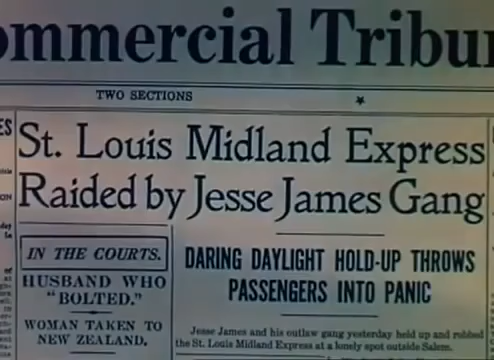 ommercial Tribu
TWO SECTIONS
St. Louis Midland Express
Raided by Jesse James Gang
IN THE COURTS.
HUSBAND WHO
"BOLTED."
WOMAN TAKEN TO
NEW ZEALAND.
DARING DAYLIGHT HOLD-UP THROWS
PASSENGERS INTO PANIC
Jesse James and his outlaw gang yesterday held up and robbed
the St. Louis Midland Express at a lonely spot outside Salem.